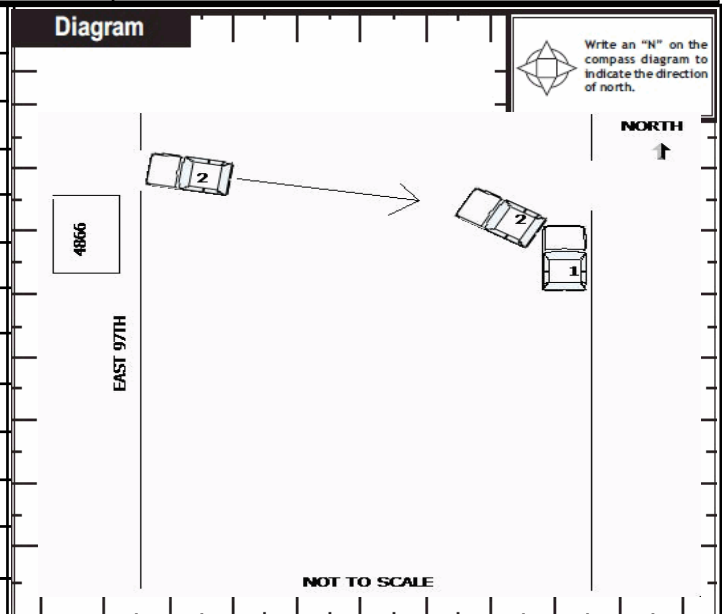 Diagram
Write an "N" on the
compass diagram to
indicate the direction
of north.
NORTH
2
2
4866
1
EAST 97TH
NOT TO SCALE